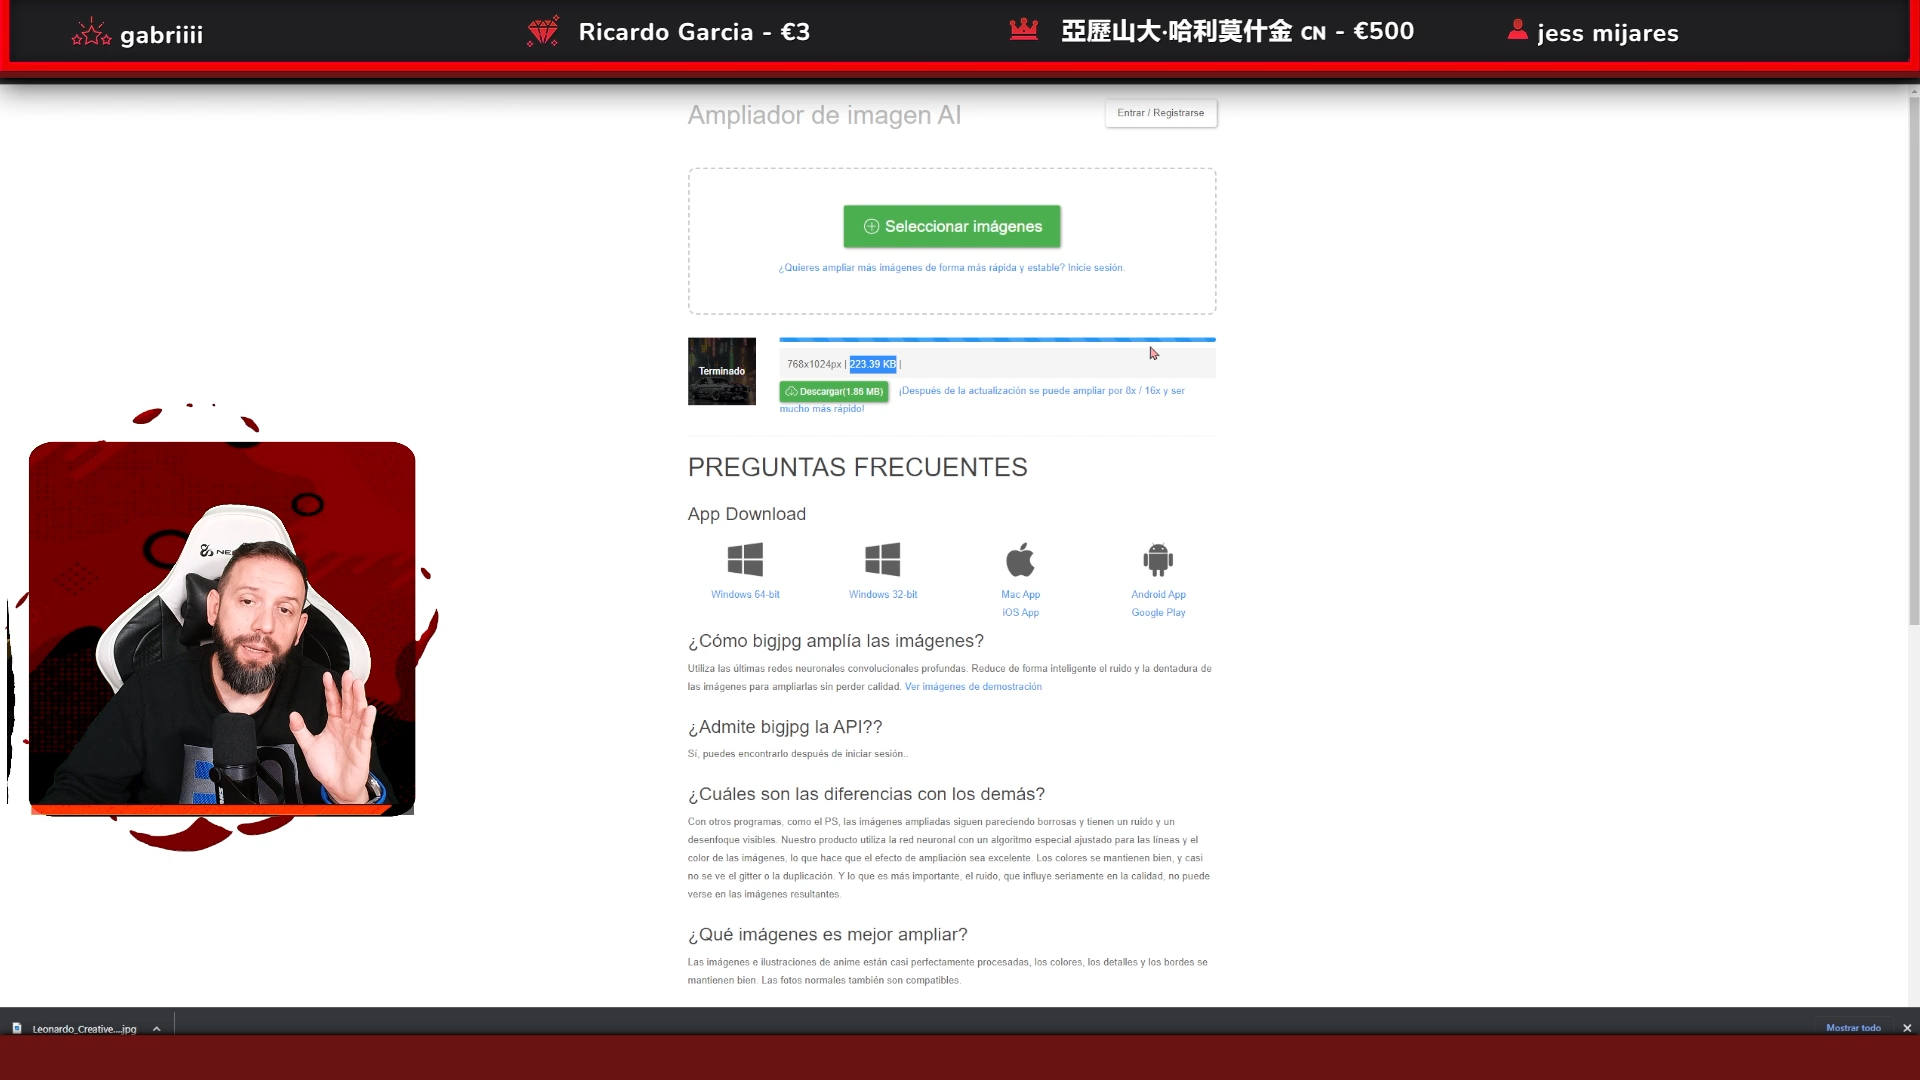 gabriiii
Ricardo Garcia - €3
亞歷山大·哈利莫什金 CN - €500
jess mijares
Ampliador de imagen AI
Entrar / Registrarse
Seleccionar imágenes
¿Quieres ampliar más imágenes de forma más rápida y estable? Inicie sesión.
Terminado
768x1024px | 223.39 KB |
Descargar(1.86 MB) ¡Después de la actualización se puede ampliar por 8x / 16x y ser
mucho más rápido!
PREGUNTAS FRECUENTES
App Download
Windows 64-bit
Windows 32-bit
Mac App
iOS App
Android App
Google Play
¿Cómo bigjpg amplía las imágenes?
Utiliza las últimas redes neuronales convolucionales profundas. Reduce de forma inteligente el ruido y la dentadura de
las imágenes para ampliarlas sin perder calidad. Ver imágenes de demostración
¿Admite bigjpg la API??
Sí, puedes encontrarlo después de iniciar sesión..
¿Cuáles son las diferencias con los demás?
Con otros programas, como el PS, las imágenes ampliadas siguen pareciendo borrosas y tienen un ruido y un
desenfoque visibles. Nuestro producto utiliza la red neuronal con un algoritmo especial ajustado para las líneas y el
color de las imágenes, lo que hace que el efecto de ampliación sea excelente. Los colores se mantienen bien, y casi
no se ve el gitter o la duplicación. Y lo que es más importante, el ruido, que influye seriamente en la calidad, no puede
verse en las imágenes resultantes.
¿Qué imágenes es mejor ampliar?
Las imágenes e ilustraciones de anime están casi perfectamente procesadas, los colores, los detalles y los bordes se
mantienen bien. Las fotos normales también son compatibles.
Leonardo_Creative....jpg
Mostrar todo